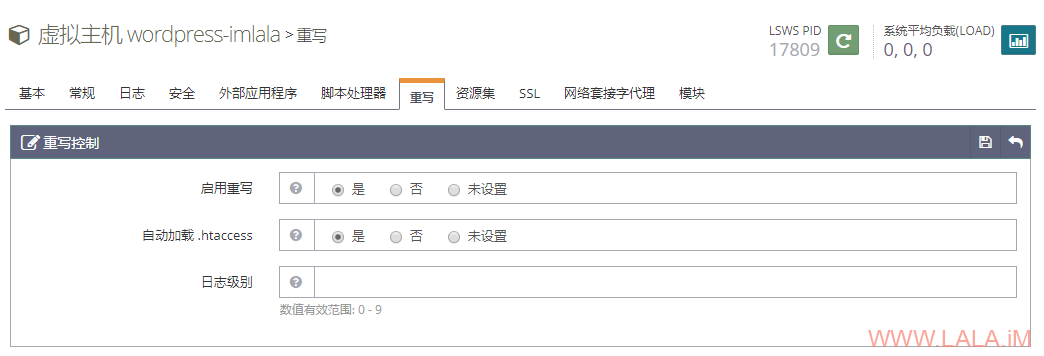 虚拟主机 wordpress-imlala > 重写
LSWS PID
17809
系统平均负载(LOAD)
0, 0, 0
基本 常规 日志 安全 外部应用程序 脚本处理器 重写 资源集 SSL 网络套接字代理 模块
重写控制
启用重写 是 否 未设置
自动加载 .htaccess 是 否 未设置
日志级别
数值有效范围: 0 - 9
WWW.LALA.iM